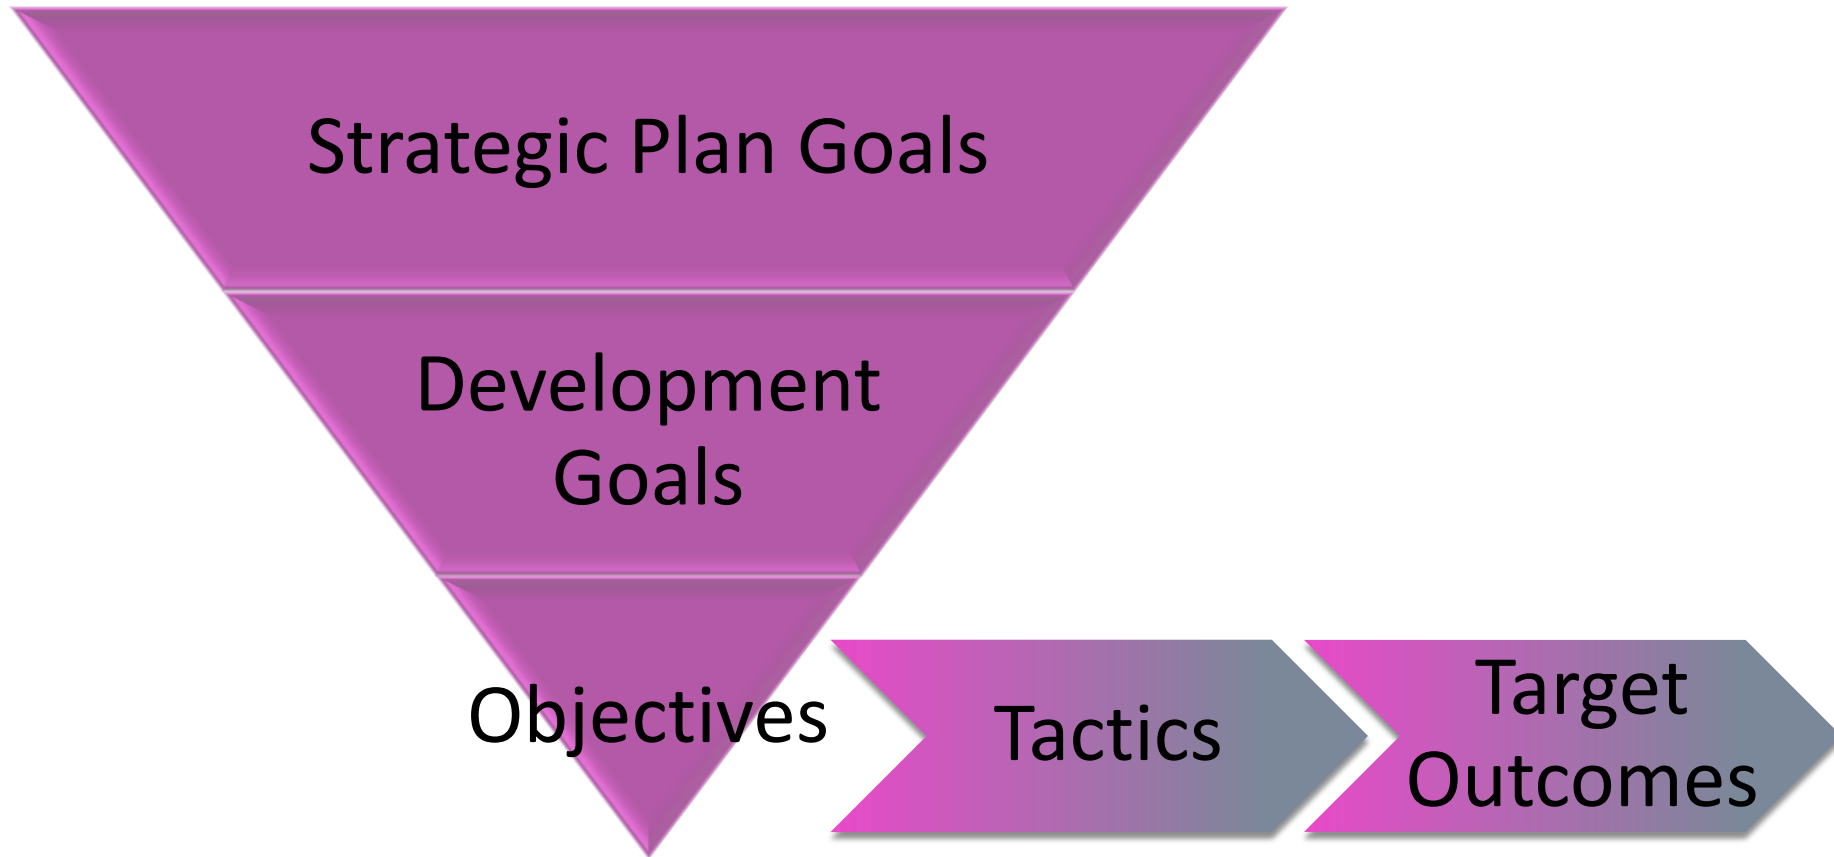 Strategic Plan Goals
Development
Goals
Objectives
Tactics
Target
Outcomes